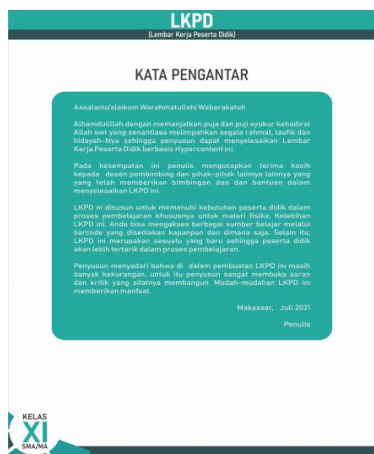 LKPD
(Lembar Kerja Peserta Didik)
KATA PENGANTAR
Assalamu'alaikum Warahmatullahi Wabarakatuh
Alhamdulillah dengan memanjatkan puja dan puji syukur kehadirat
Allah swt yang senantiasa melimpahkan segala rahmat, taufik dan
hidayah-Nya sehingga penyusun dapat menyelesaikan Lembar
Kerja Peserta Didik berbasis Hypercontent ini.
Pada kesempatan ini penulis mengucapkan terima kasih
kepada dosen pembimbing dan pihak-pihak lainnya lainnya yang
yang telah memberikan bimbingan dan dan bantuan dalam
menyelesaikan LKPD ini.
LKPD ni disusun untuk memenuhi kebutuhan peserta didik dalam
proses pembelajaran khususnya untuk materi fisika. Kelebihan
LKPD ini, Anda bisa mengakses berbagai sumber belajar melalui
barcode yang disediakan kapanpun dan dimana saja. Selain itu,
LKPD ini merupakan sesuatu yang baru sehingga peserta didik
akan lebih tertarik dalam proses pembelajaran.
Penyusun menyadari bahwa di dalam pembuatan LKPD ini masih
banyak kekurangan, untuk itu penyusun sangat membuka saran
dan kritik yang sifatnya membangun. Mudah-mudahan LKPD ini
memberikan manfaat.
Makassar, Juli 2021
Penulis
KELAS
XI
SMA/MA